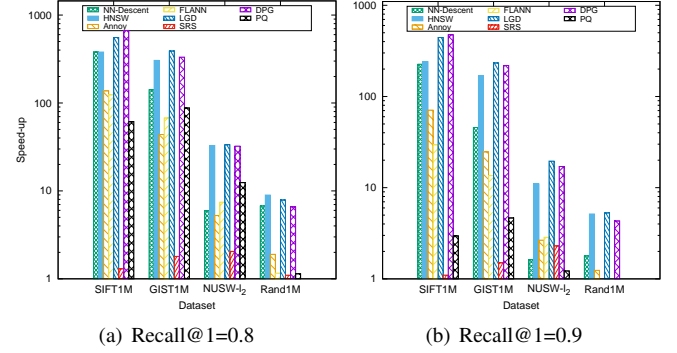 NN-Descent FLANN DPG
HNSW LGD PQ
Annoy SRS
1000
100
10
1
Speed-up
SIFT1M GIST1M NUSW-l2 Rand1M
Dataset
(a) Recall@1=0.8
NN-Descent FLANN DPG
HNSW LGD PQ
Annoy SRS
1000
100
10
1
Speed-up
SIFT1M GIST1M NUSW-l2 Rand1M
Dataset
(b) Recall@1=0.9